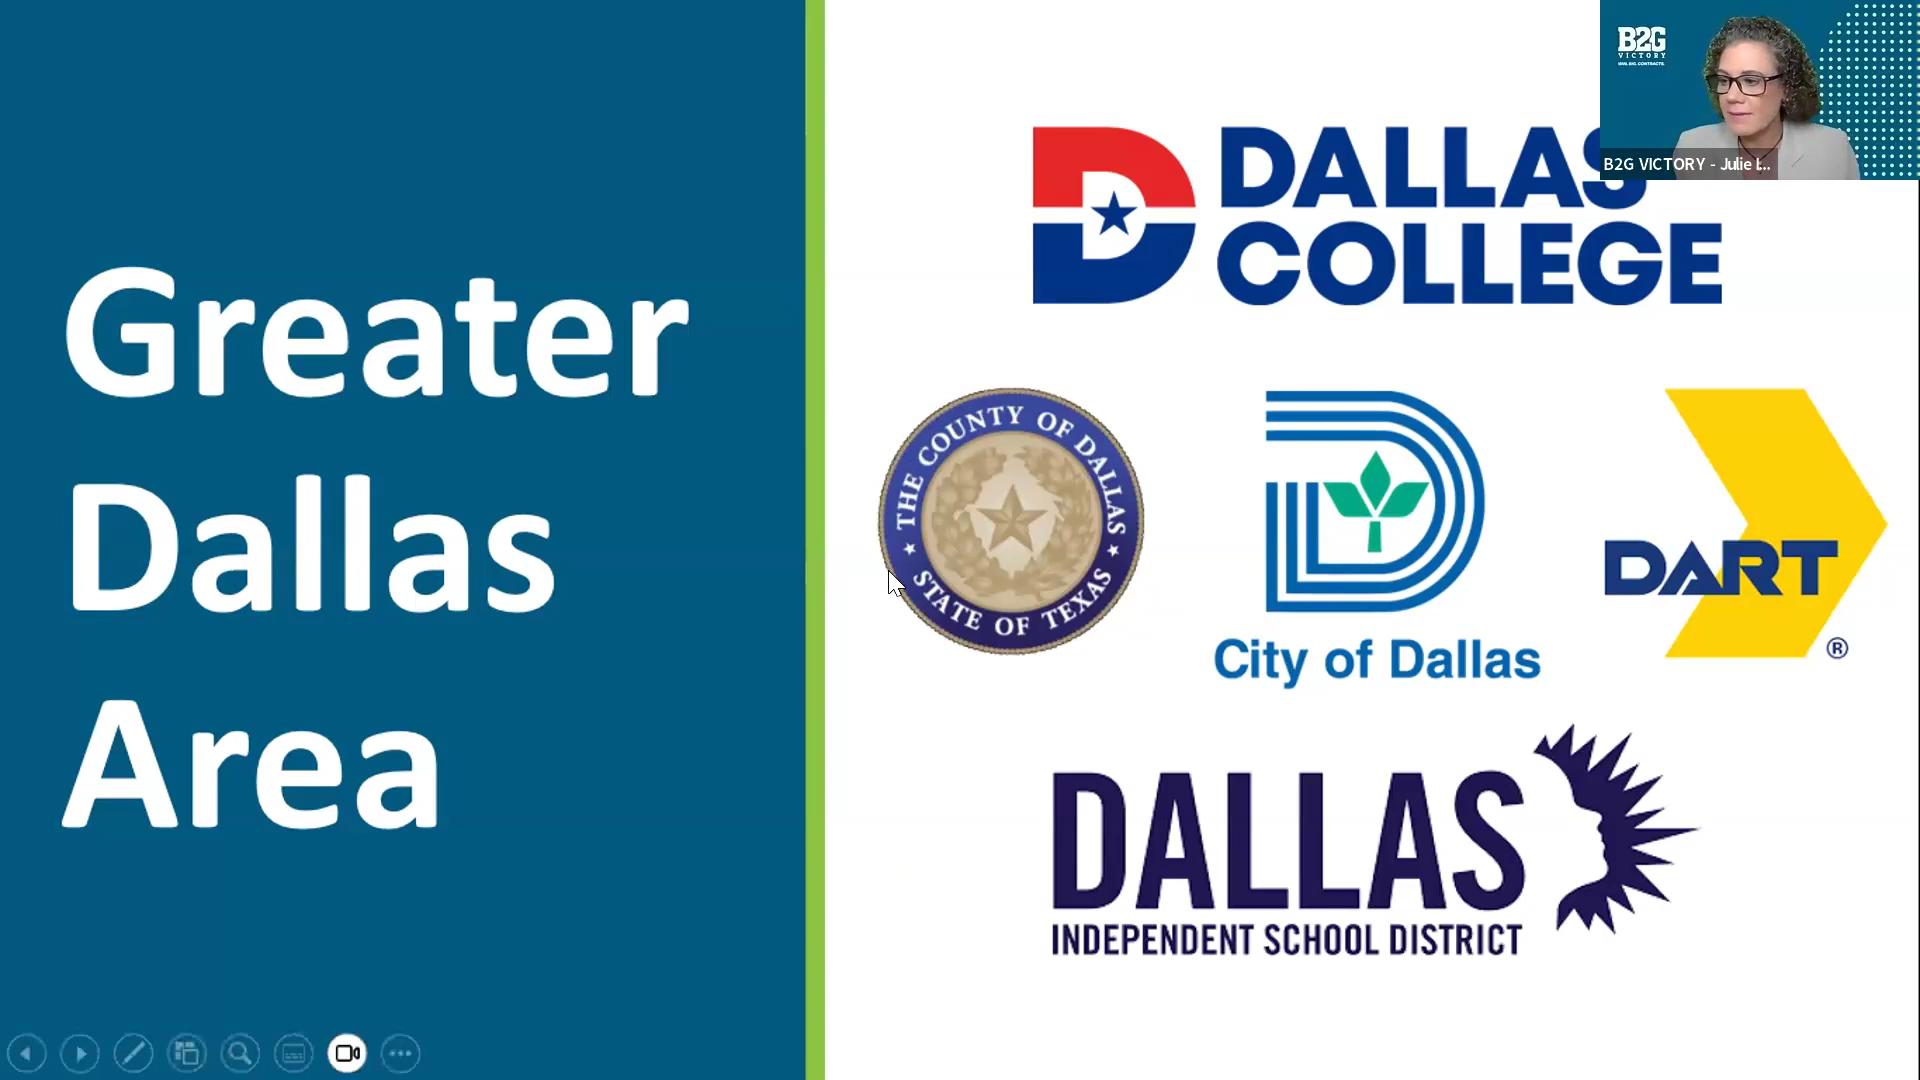 Greater
Dallas
Area
DALLAS
COLLEGE
B2G
VICTORY
B2G VICTORY - Julie I...
THE COUNTY OF DALLAS
STATE OF TEXAS
City of Dallas
DART
®
DALLAS
INDEPENDENT SCHOOL DISTRICT